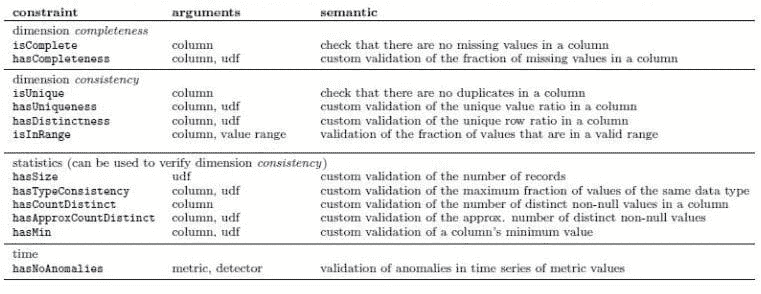 constraint arguments semantic
dimension completeness
isComplete column check that there are no missing values in a column
hasCompleteness column, udf custom validation of the fraction of missing values in a column
dimension consistency
isUnique column check that there are no duplicates in a column
hasUniqueness column, udf custom validation of the unique value ratio in a column
hasDistinctness column, udf custom validation of the unique row ratio in a column
isInRange column, value range validation of the fraction of values that are in a valid range
statistics (can be used to verify dimension consistency)
hasSize udf custom validation of the number of records
hasTypeConsistency column, udf custom validation of the maximum fraction of values of the same data type
hasCountDistinct column custom validation of the number of distinct non-null values in a column
hasApproxCountDistinct column, udf custom validation of the approx. number of distinct non-null values
hasMin column, udf custom validation of a column's minimum value
time
hasNoAnomalies metric, detector validation of anomalies in time series of metric values